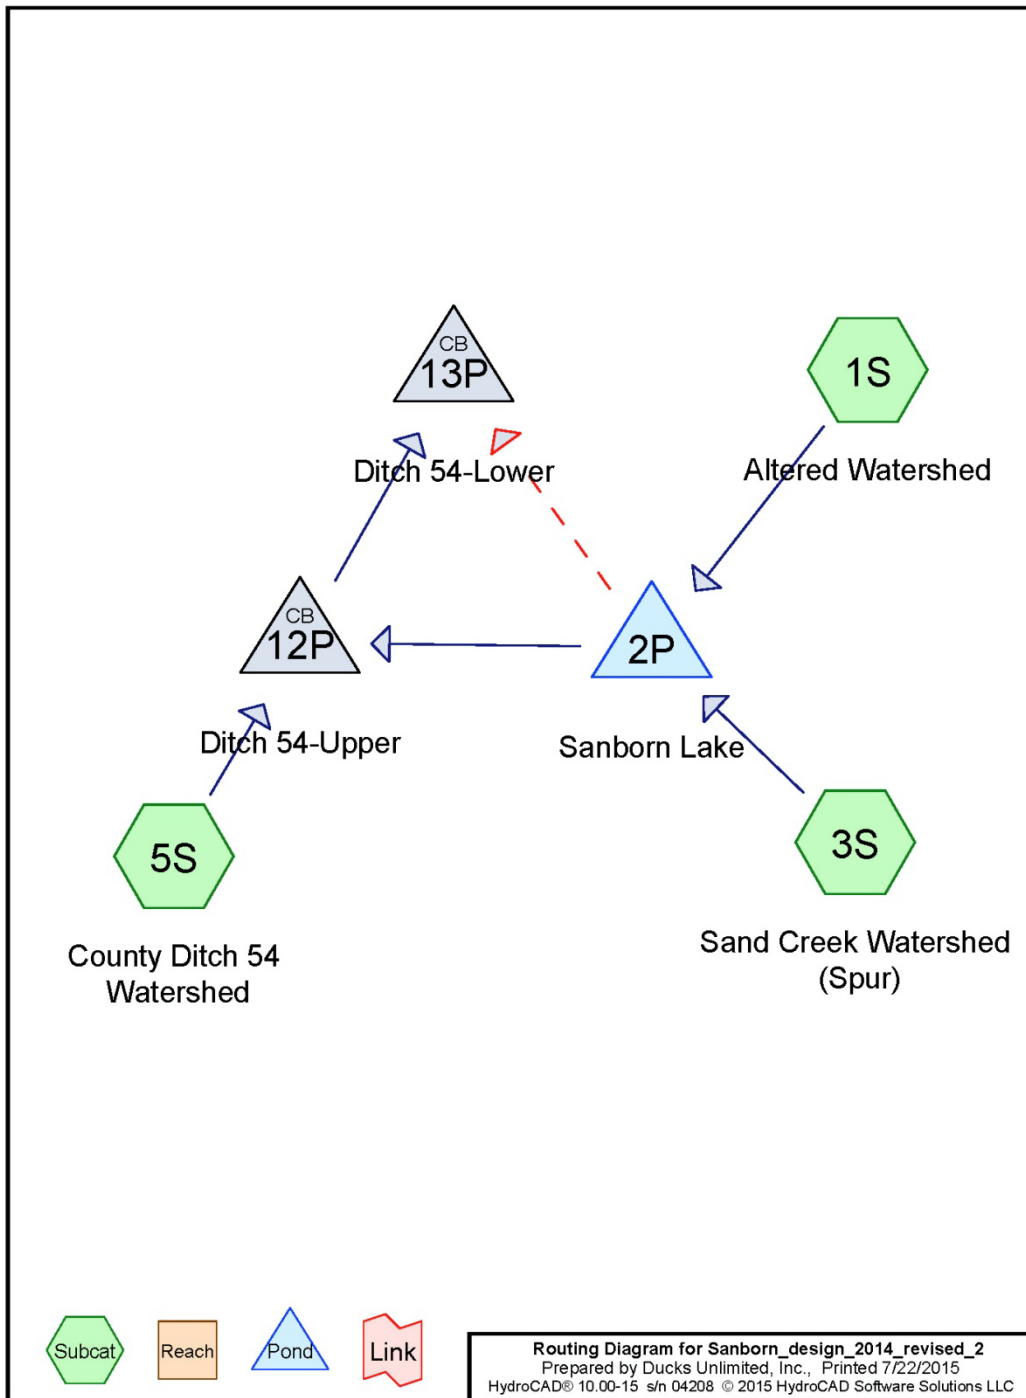 CB
13P
Ditch 54-Lower
1S
Altered Watershed
CB
12P
Ditch 54-Upper
2P
Sanborn Lake
5S
County Ditch 54
Watershed
3S
Sand Creek Watershed
(Spur)
Subcat
Reach
Pond
Link
Routing Diagram for Sanborn_design_2014_revised_2
Prepared by Ducks Unlimited, Inc., Printed 7/22/2015
HydroCAD® 10.00-15 s/n 04208 © 2015 HydroCAD Software Solutions LLC